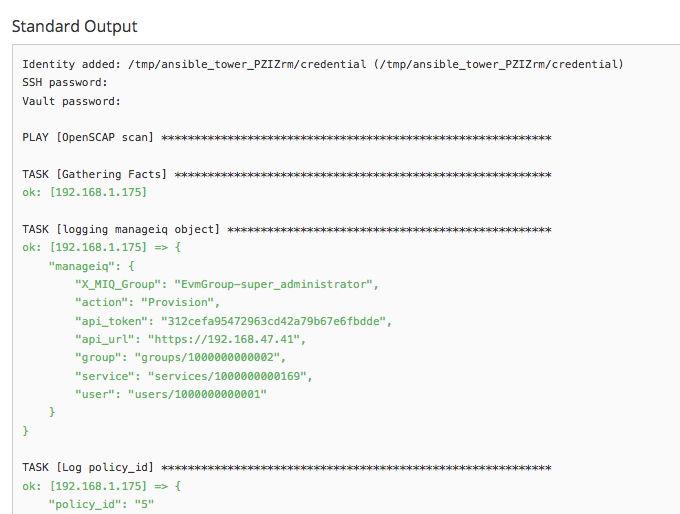 Standard Output
Identity added: /tmp/ansible_tower_PZIZrm/credential (/tmp/ansible_tower_PZIZrm/credential)
SSH password:
Vault password:
PLAY [OpenSCAP scan] ***********************************************************
TASK [Gathering Facts] *********************************************************
ok: [192.168.1.175]
TASK [logging manageiq object] *************************************************
ok: [192.168.1.175] => {
    "manageiq": {
        "X_MIQ_Group": "EvmGroup-super_administrator",
        "action": "Provision",
        "api_token": "312cefa95472963cd42a79b67e6fbdde",
        "api_url": "https://192.168.47.41",
        "group": "groups/1000000000002",
        "service": "services/1000000000169",
        "user": "users/1000000000001"
    }
}
TASK [Log policy_id] ***********************************************************
ok: [192.168.1.175] => {
    "policy_id": "5"